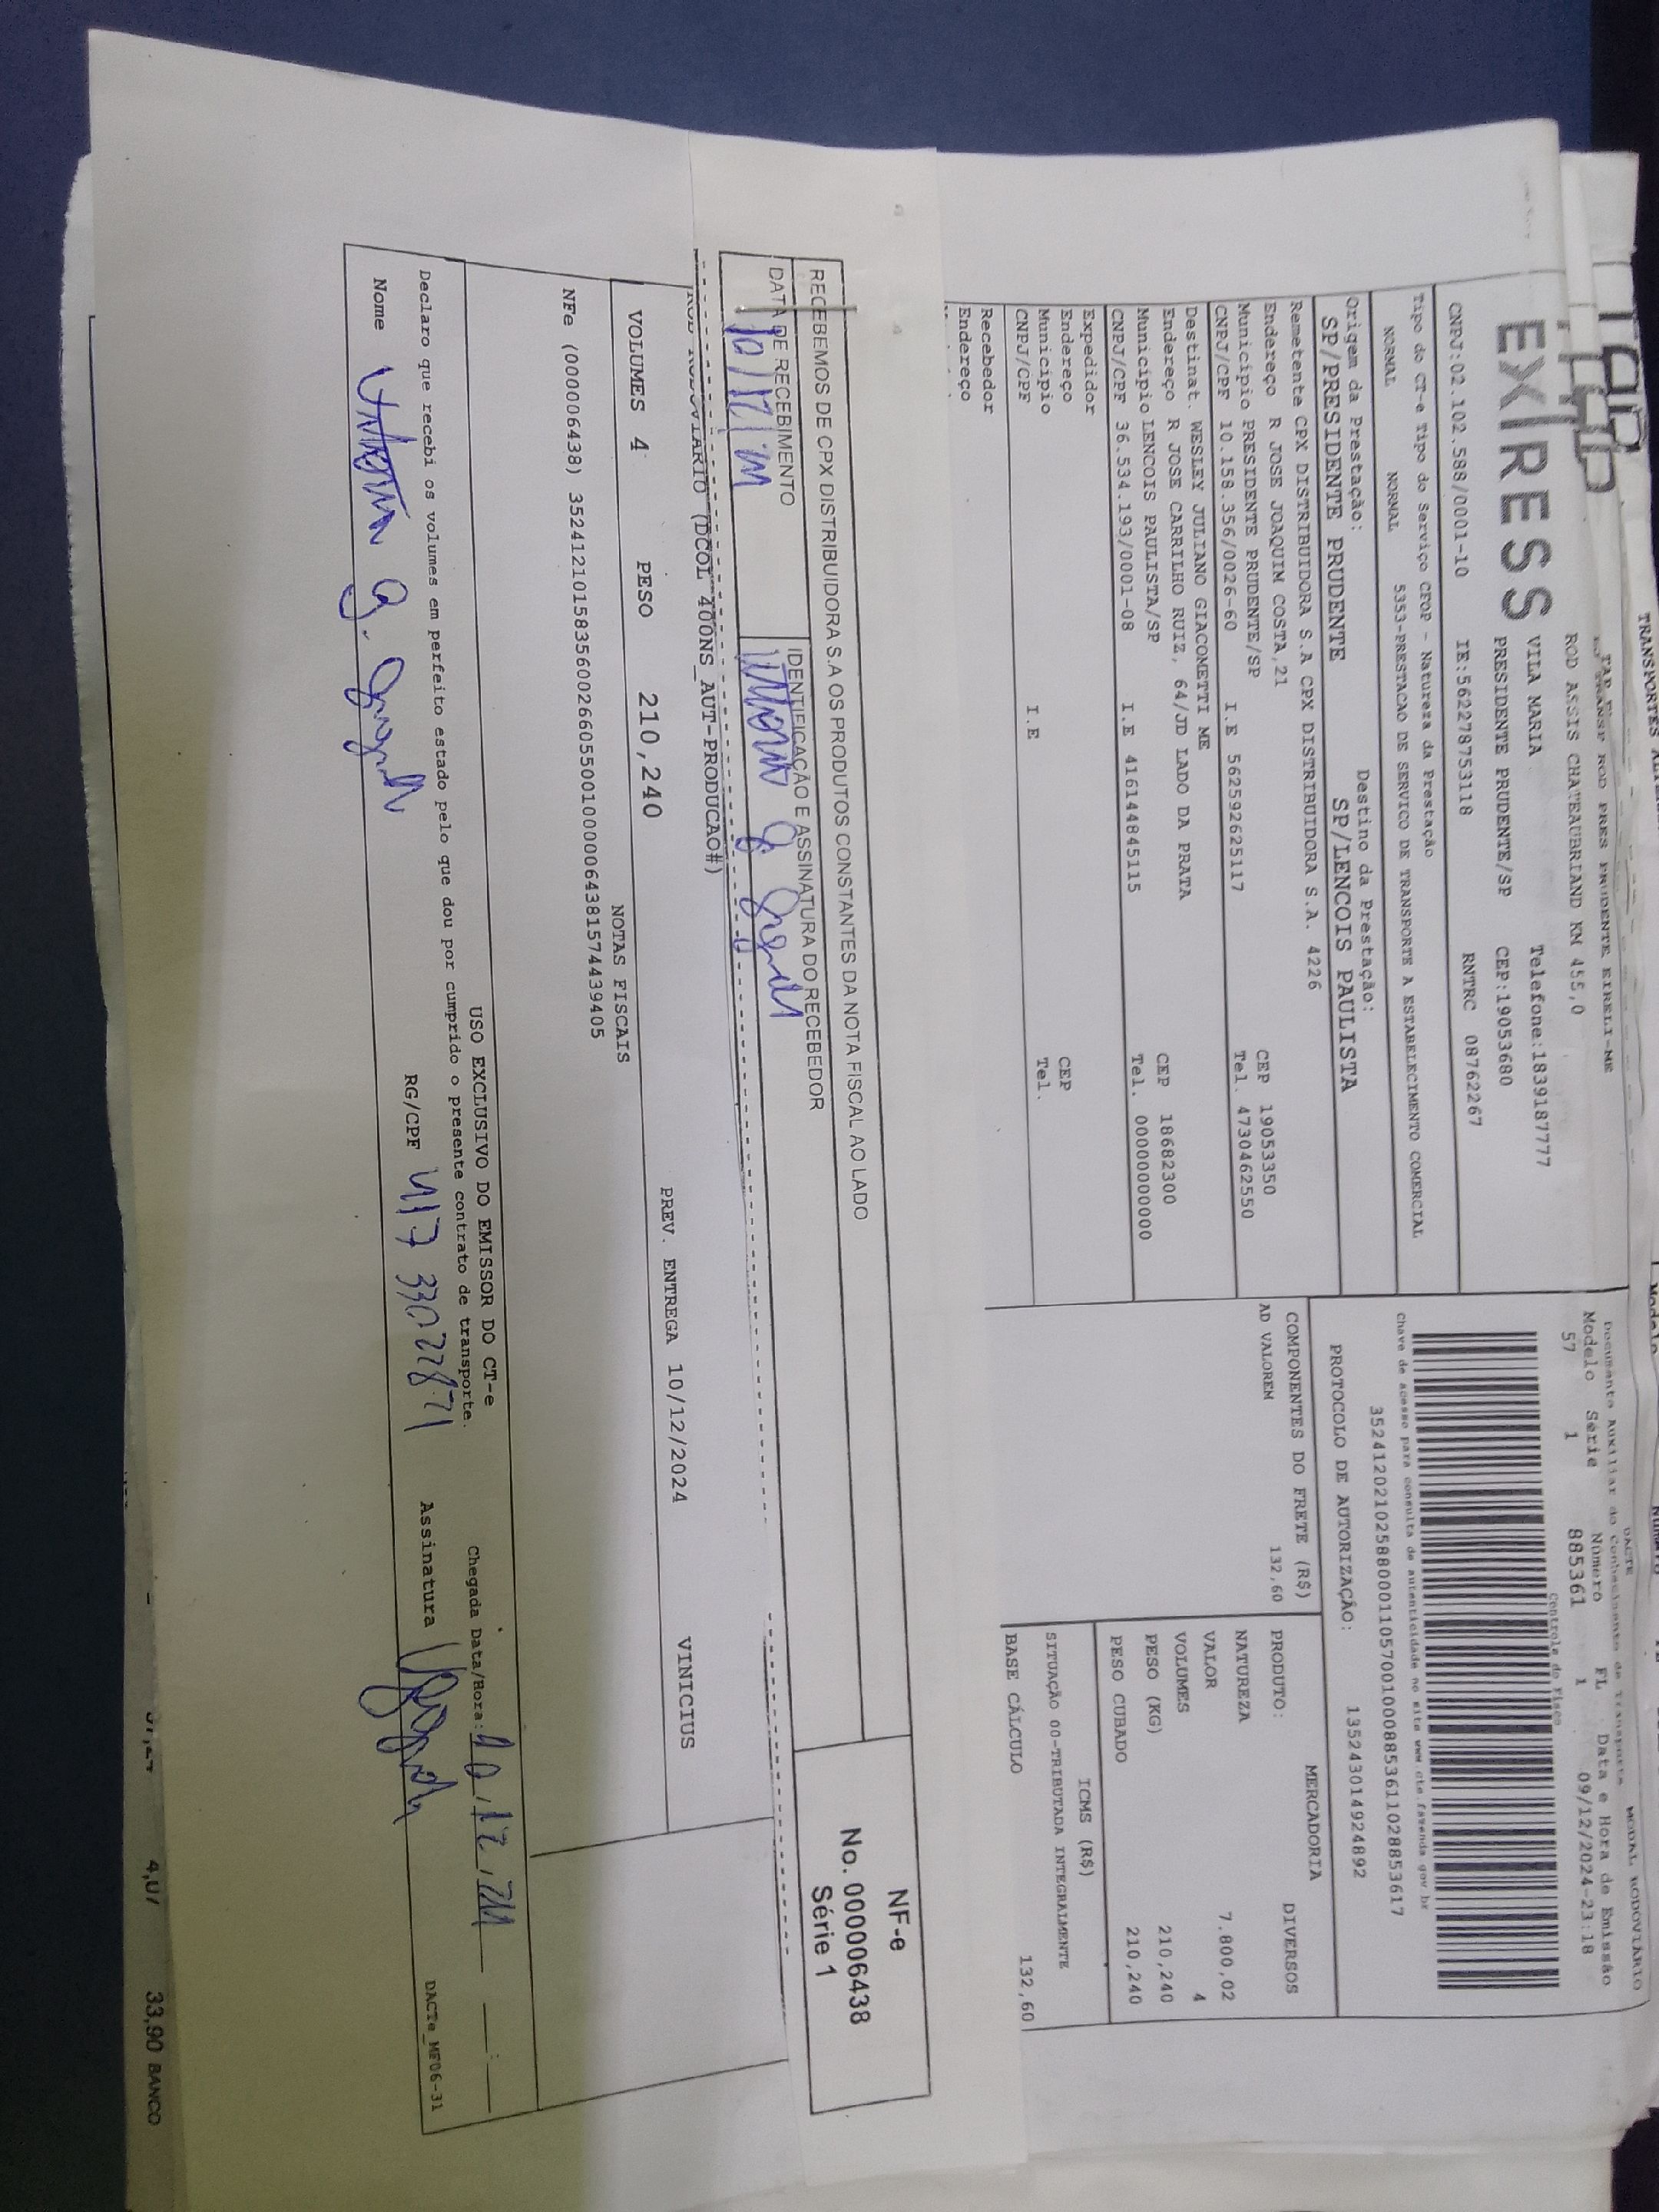 TRANSPORTES
TAP TRANSP ROD PRES PRUDENTE EIRELI-ME
ROD ASSIS CHATEAUBRIAND KM 455,0
VILA MARIA Telefone:1839187777
PRESIDENTE PRUDENTE/SP CEP:19053680
EXPRESS
CNPJ:02.102.588/0001-10 IE:562278753118 RNTRC 08762267
Tipo do CT-e Tipo do Serviço CFOP - Natureza da Prestação
NORMAL NORMAL 5353-PRESTACAO DE SERVICO DE TRANSPORTE A ESTABELECIMENTO COMERCIAL
Origem da Prestação: Destino da Prestação:
SP/PRESIDENTE PRUDENTE SP/LENCOIS PAULISTA
Remetente CPX DISTRIBUIDORA S.A CPX DISTRIBUIDORA S.A. 4226
Endereço R JOSE JOAQUIM COSTA,21 CEP 19053350
Município PRESIDENTE PRUDENTE/SP Tel. 4730462550
CNPJ/CPF 10.158.356/0026-60 I.E 562592625117
Destinat. WESLEY JULIANO GIACOMETTI ME
Endereço R JOSE CARRILHO RUIZ, 64/JD LADO DA PRATA CEP 18682300
Município LENCOIS PAULISTA/SP Tel. 0000000000
CNPJ/CPF 36.534.193/0001-08 I.E 416144845115
Expedidor
Endereço CEP
Município Tel.
CNPJ/CPF I.E
Recebedor
Endereço
MODAL RODOVIÁRIO
DACTE
Documento Auxiliar do Conhecimento de Transporte
Modelo Série Número FL Data e Hora de Emissão
57 1 885361 1 09/12/2024-23:18
Controle do Fisco
Chave de acesso para consulta de autenticidade no site www.cte.fazenda.gov.br
35241202102588000110570010008853611028853617
PROTOCOLO DE AUTORIZAÇÃO: 135243014924892
COMPONENTES DO FRETE (R$)
AD VALOREM 132,60
MERCADORIA
PRODUTO: DIVERSOS
NATUREZA
VALOR 7.800,02
VOLUMES 4
PESO (KG) 210,240
PESO CUBADO 210,240
ICMS (R$)
SITUAÇÃO 00-TRIBUTADA INTEGRALMENTE
BASE CÁLCULO 132,60
RECEBEMOS DE CPX DISTRIBUIDORA S.A OS PRODUTOS CONSTANTES DA NOTA FISCAL AO LADO
DATA DE RECEBIMENTO IDENTIFICAÇÃO E ASSINATURA DO RECEBEDOR
NF-e
No. 000006438
Série 1
(DCOL 400NS_AUT-PRODUCAO#)
VOLUMES 4 PESO 210,240 PREV. ENTREGA 10/12/2024 VINICIUS
NOTAS FISCAIS
NFe (000006438) 35241210158356002660550010000064381574439405
USO EXCLUSIVO DO EMISSOR DO CT-e
Declaro que recebi os volumes em perfeito estado pelo que dou por cumprido o presente contrato de transporte.
Chegada Data/Hora: 10/12/24
Nome RG/CPF Assinatura
DACTe_MF06-31
4,07 33,90 BANCO